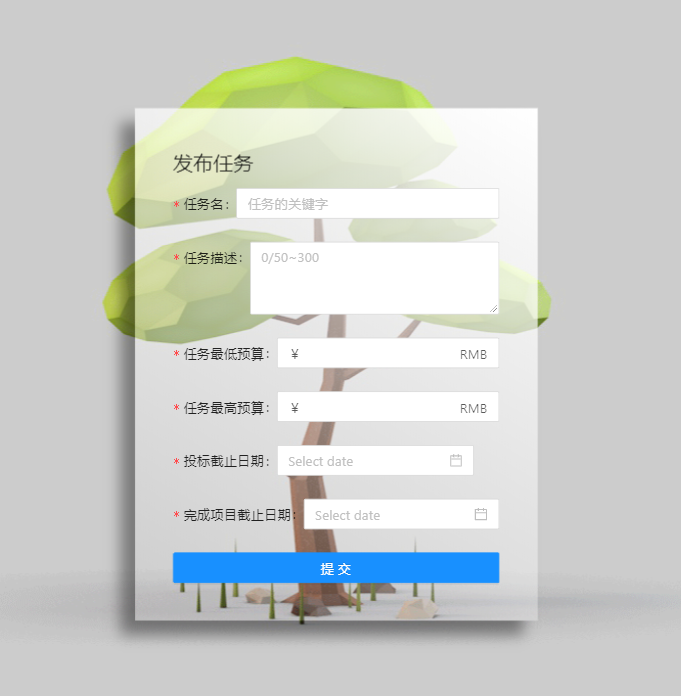 发布任务
* 任务名: 任务的关键字
* 任务描述: 0/50~300
* 任务最低预算: ¥ RMB
* 任务最高预算: ¥ RMB
* 投标截止日期: Select date
* 完成项目截止日期: Select date
提 交